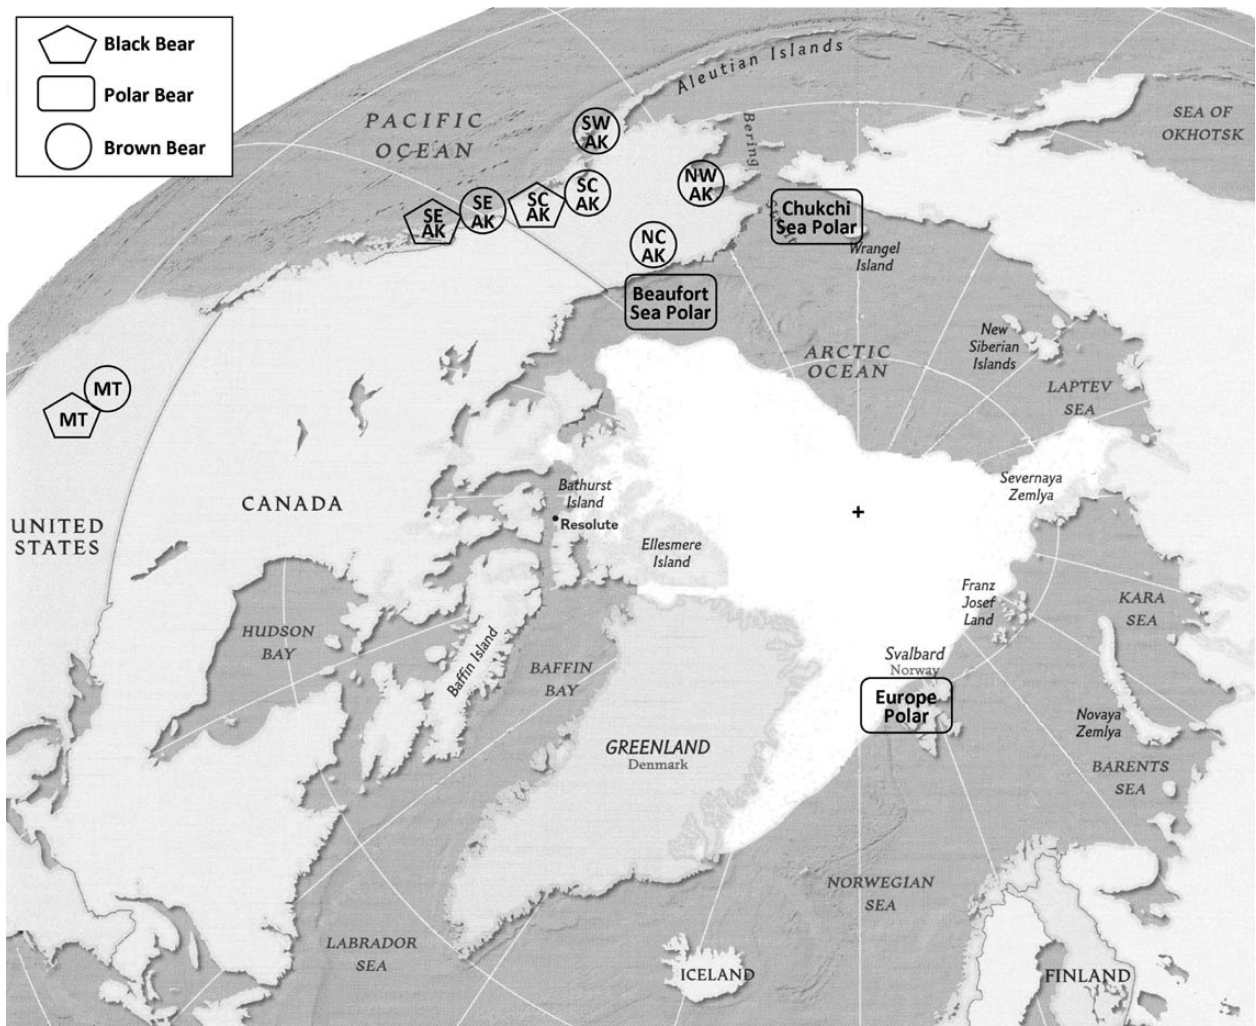 Black Bear
Polar Bear
Brown Bear
Aleutian Islands
PACIFIC
OCEAN
SEA OF
OKHOTSK
Bering
Strait
SW
AK
NW
AK
SC
AK
SC
AK
SE
AK
SE
AK
NC
AK
Chukchi
Sea Polar
Wrangel
Island
Beaufort
Sea Polar
New
Siberian
Islands
ARCTIC
OCEAN
LAPTEV
SEA
MT
MT
Severnaya
Zemlya
Bathurst
Island
Resolute
CANADA
UNITED
STATES
Ellesmere
Island
Franz
Josef
Land
KARA
SEA
HUDSON
BAY
Baffin Island
BAFFIN
BAY
Svalbard
Norway
Europe
Polar
Novaya
Zemlya
GREENLAND
Denmark
BARENTS
SEA
NORWEGIAN
SEA
LABRADOR
SEA
ICELAND
FINLAND